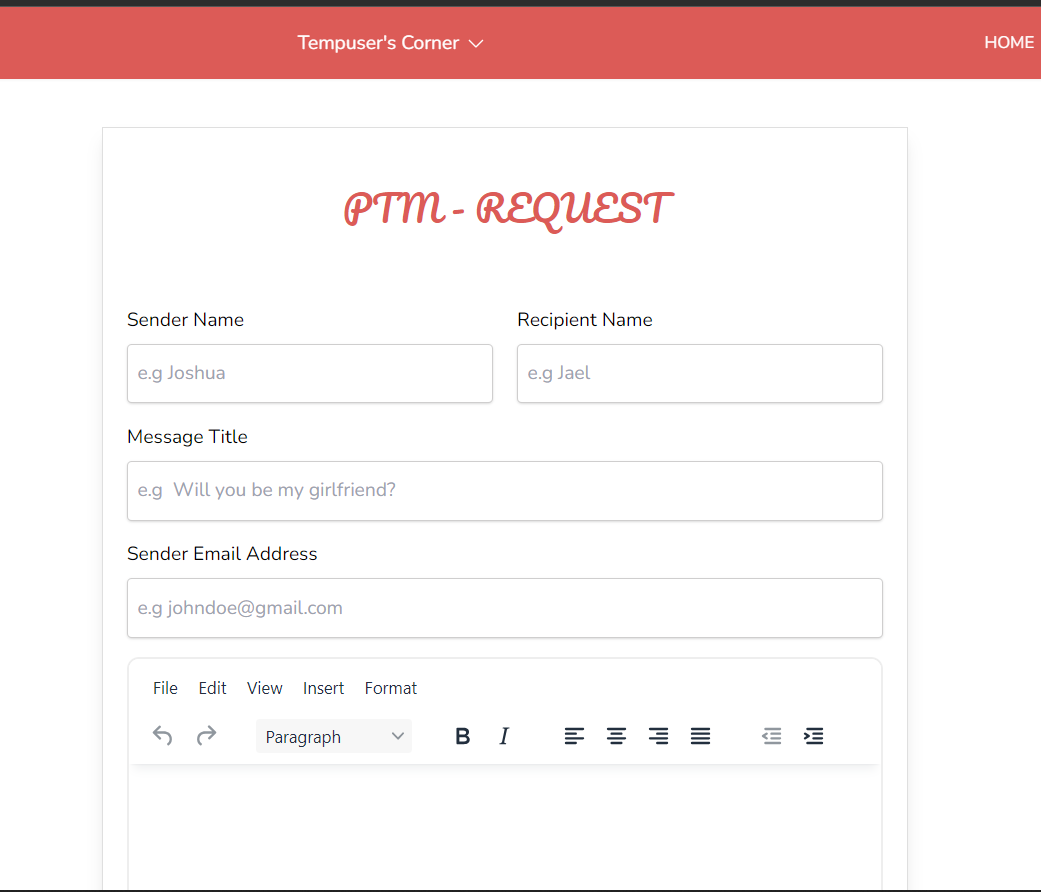 Tempuser's Corner HOME
PTM - REQUEST
Sender Name Recipient Name
e.g Joshua e.g Jael
Message Title
e.g  Will you be my girlfriend?
Sender Email Address
e.g johndoe@gmail.com
File Edit View Insert Format
Paragraph B I